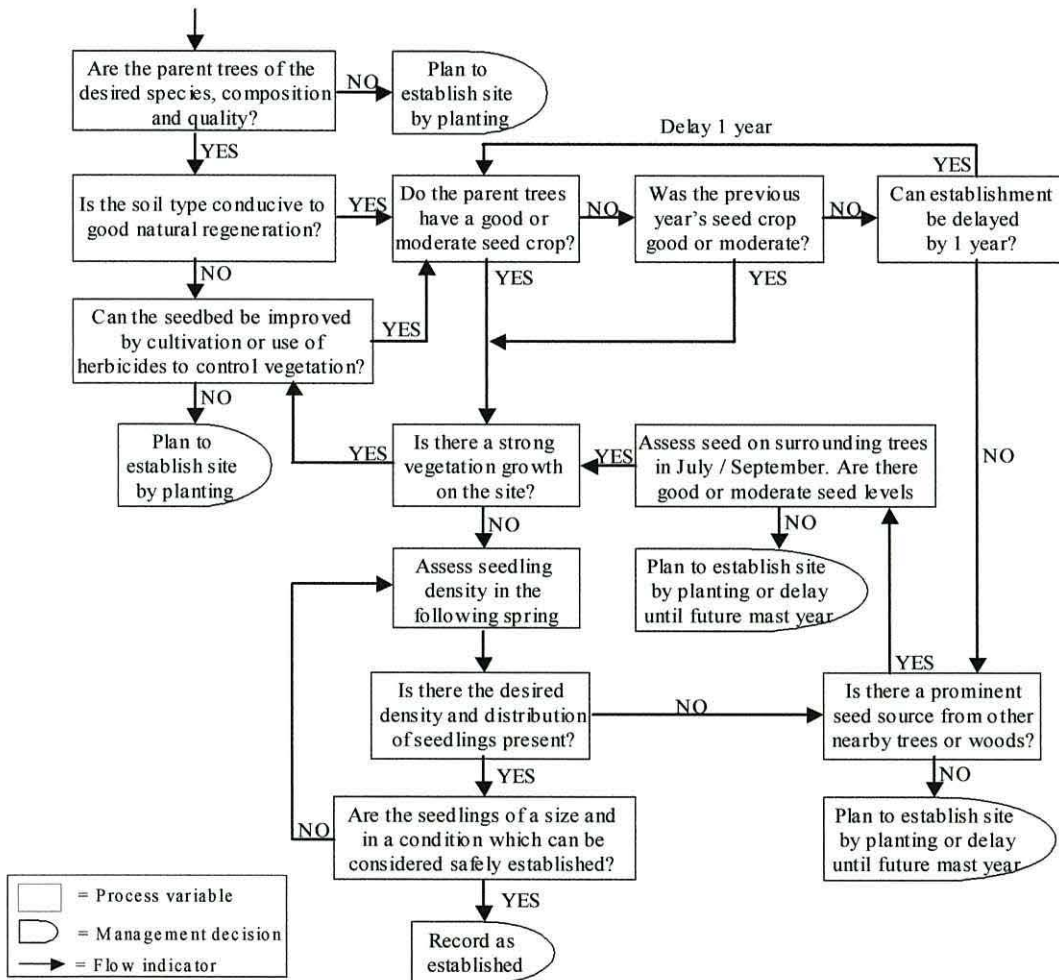 Are the parent trees of the
desired species, composition
and quality?
NO
Plan to
establish site
by planting
YES
Delay 1 year
Is the soil type conducive to
good natural regeneration?
YES
Do the parent trees
have a good or
moderate seed crop?
NO
Was the previous
year's seed crop
good or moderate?
NO
YES
Can establishment
be delayed
by 1 year?
NO
YES
YES
Can the seedbed be improved
by cultivation or use of
herbicides to control vegetation?
YES
NO
Plan to
establish site
by planting
YES
Is there a strong
vegetation growth
on the site?
YES
Assess seed on surrounding trees
in July / September. Are there
good or moderate seed levels
NO
NO
NO
Assess seedling
density in the
following spring
Plan to establish site
by planting or delay
until future mast year
YES
Is there the desired
density and distribution
of seedlings present?
NO
Is there a prominent
seed source from other
nearby trees or woods?
YES
NO
NO
Are the seedlings of a size and
in a condition which can be
considered safely established?
Plan to establish site
by planting or delay
until future mast year
YES
Record as
established
= Process variable
= Management decision
= Flow indicator